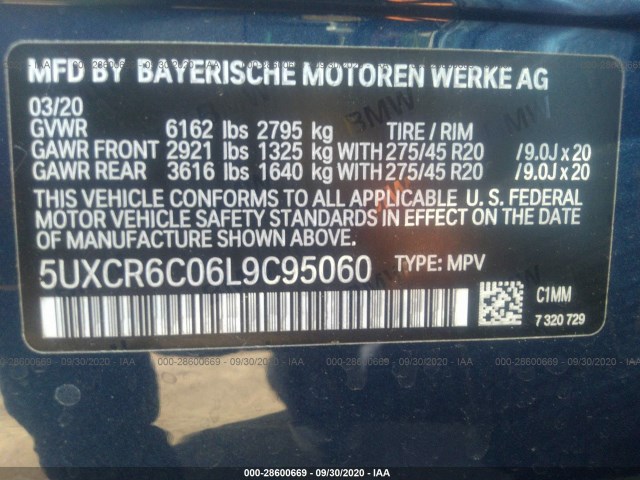 MFD BY BAYERISCHE MOTOREN WERKE AG
03/20
GVWR 6162 lbs 2795 kg TIRE / RIM
GAWR FRONT 2921 lbs 1325 kg WITH 275/45 R20 /9.0J x 20
GAWR REAR 3616 lbs 1640 kg WITH 275/45 R20 /9.0J x 20
THIS VEHICLE CONFORMS TO ALL APPLICABLE U. S. FEDERAL
MOTOR VEHICLE SAFETY STANDARDS IN EFFECT ON THE DATE
OF MANUFACTURE SHOWN ABOVE.
5UXCR6C06L9C95060 TYPE: MPV
C1MM
7 320 729
000-28600669 - 09/30/2020 - IAA